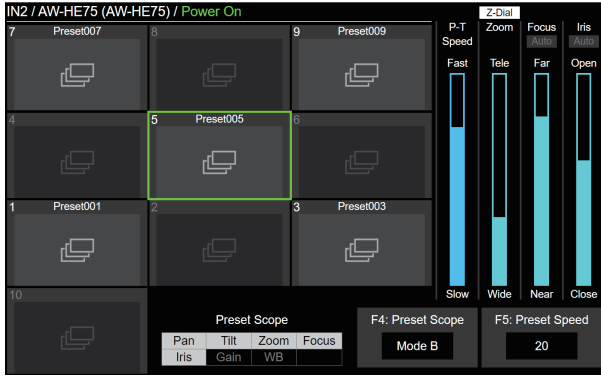 IN2 / AW-HE75 (AW-HE75) / Power On
Z-Dial
7 Preset007
8
9 Preset009
P-T Speed
Zoom
Focus
Iris
Auto
Auto
Fast
Tele
Far
Open
4
5 Preset005
6
1 Preset001
2
3 Preset003
Slow
Wide
Near
Close
10
Preset Scope
Pan Tilt Zoom Focus
Iris Gain WB
F4: Preset Scope
Mode B
F5: Preset Speed
20